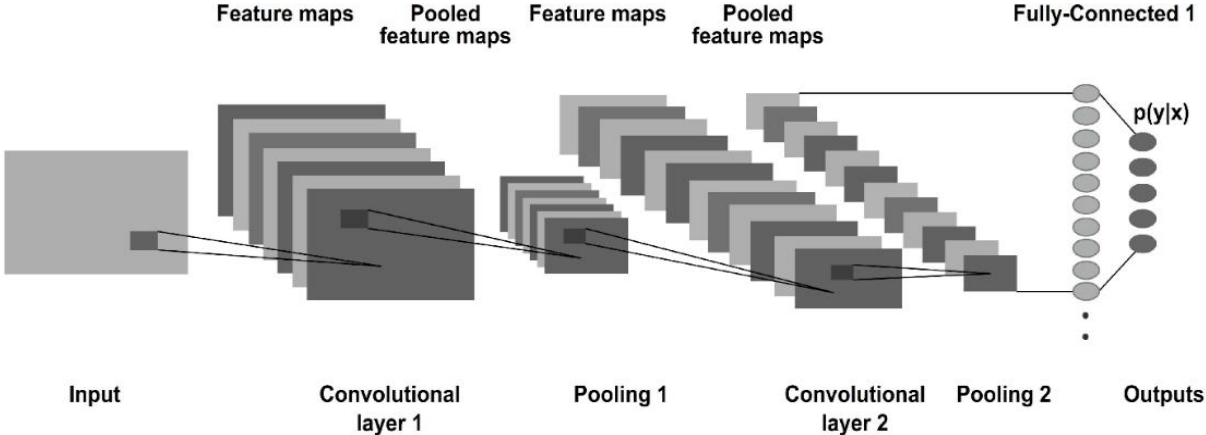 Feature maps
Pooled
feature maps
Feature maps
Pooled
feature maps
Fully-Connected 1
p(y|x)
Input
Convolutional
layer 1
Pooling 1
Convolutional
layer 2
Pooling 2
Outputs